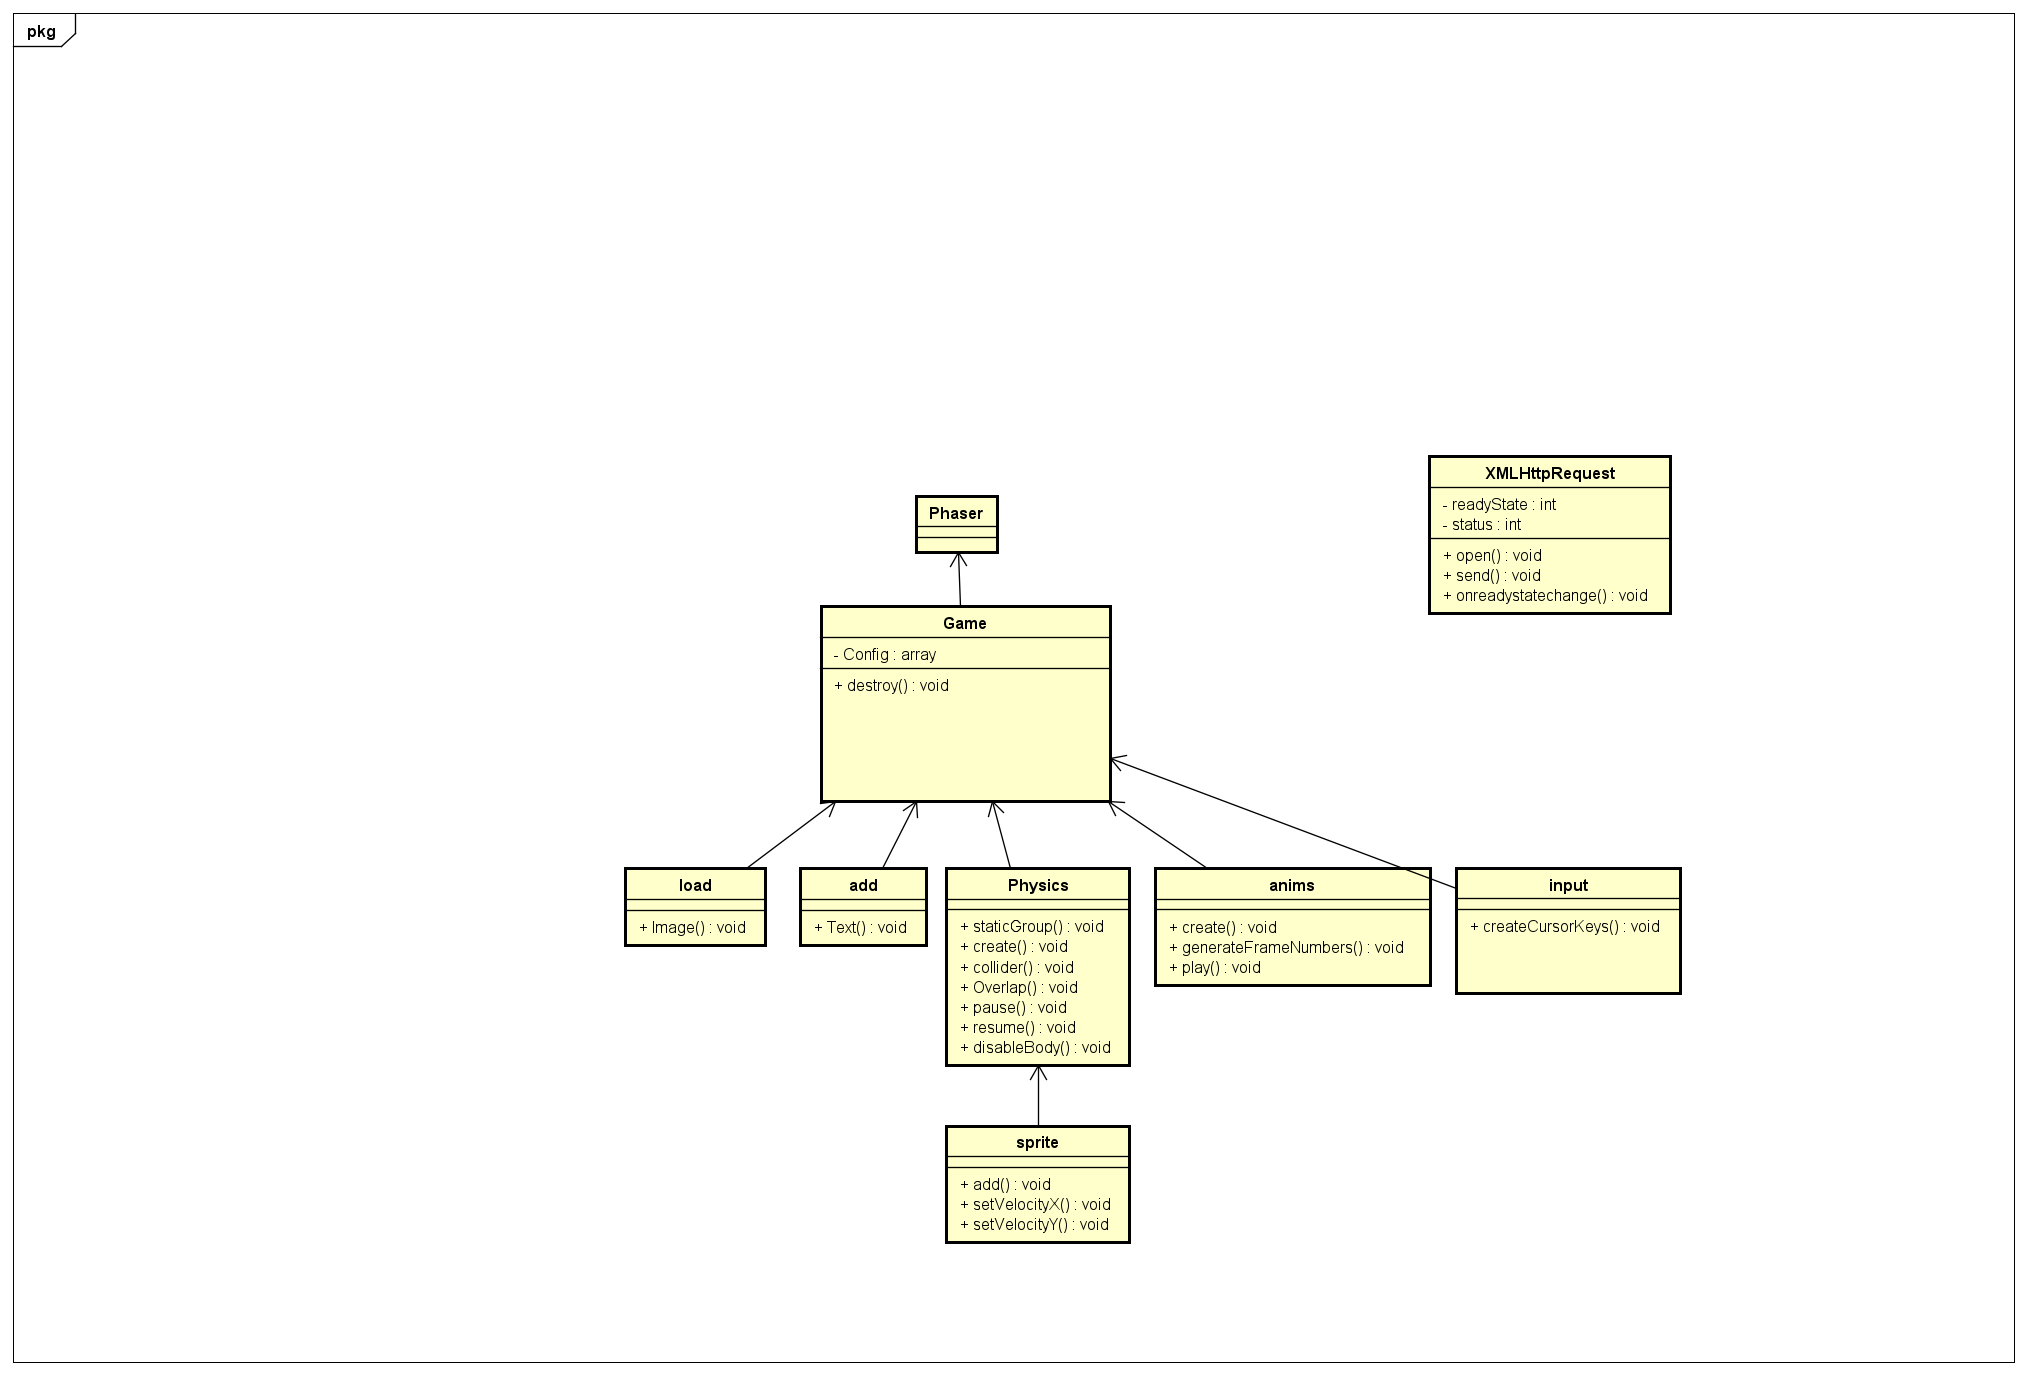 pkg
XMLHttpRequest
- readyState : int
- status : int
+ open() : void
+ send() : void
+ onreadystatechange() : void
Phaser
Game
- Config : array
+ destroy() : void
load
+ Image() : void
add
+ Text() : void
Physics
+ staticGroup() : void
+ create() : void
+ collider() : void
+ Overlap() : void
+ pause() : void
+ resume() : void
+ disableBody() : void
anims
+ create() : void
+ generateFrameNumbers() : void
+ play() : void
input
+ createCursorKeys() : void
sprite
+ add() : void
+ setVelocityX() : void
+ setVelocityY() : void